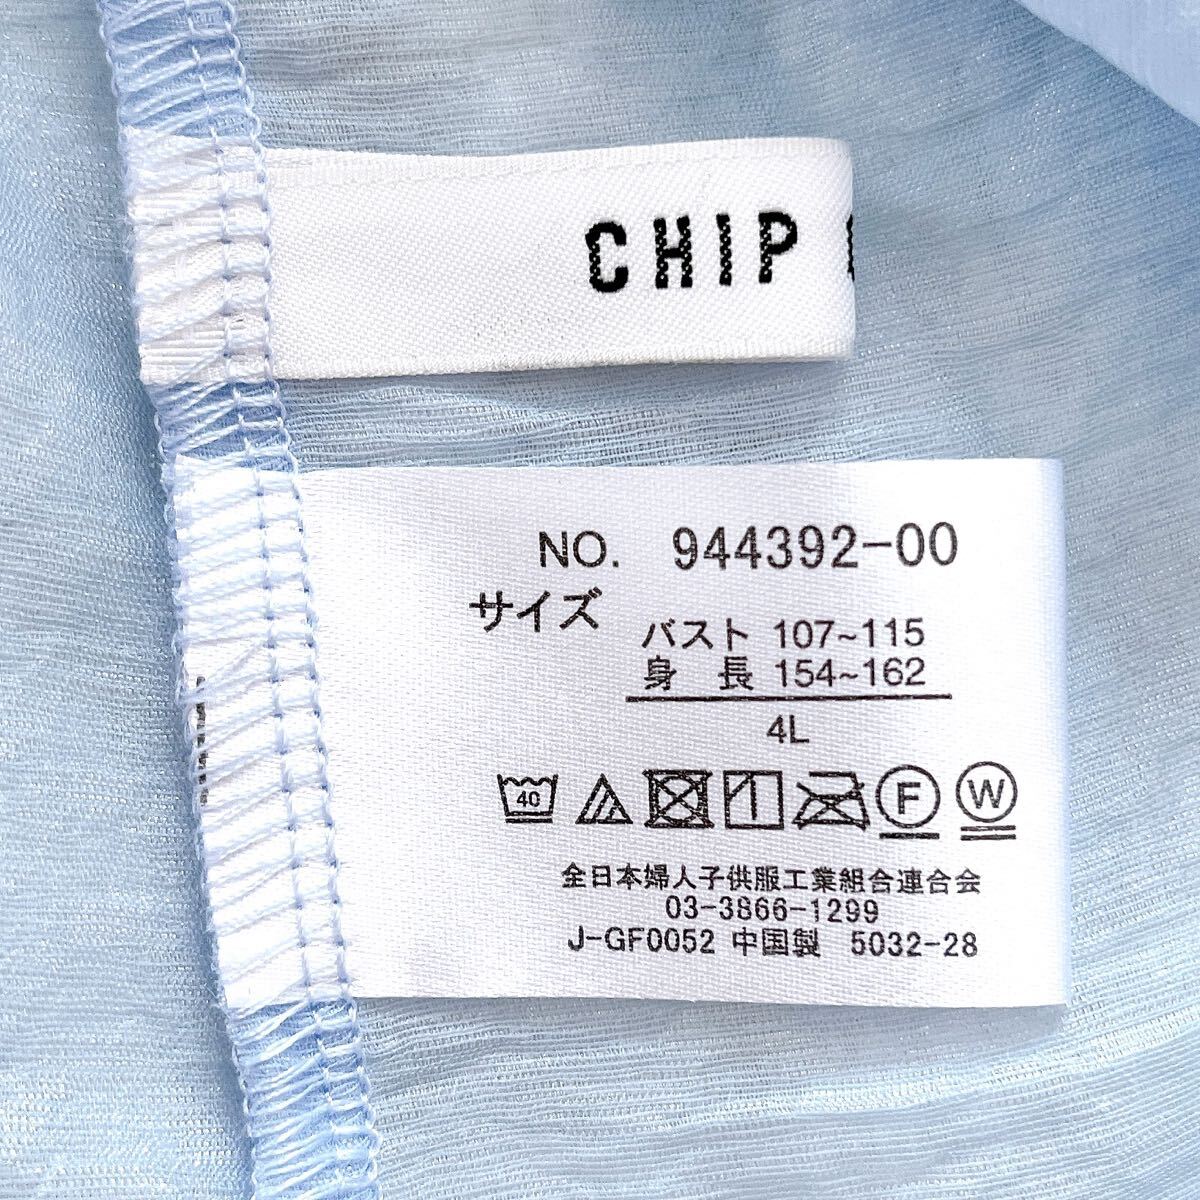 CHIP
NO. 944392-00
サイズ
バスト 107~115
身 長 154~162
4L
40
F
W
全日本婦人子供服工業組合連合会
03-3866-1299
J-GF0052 中国製 5032-28